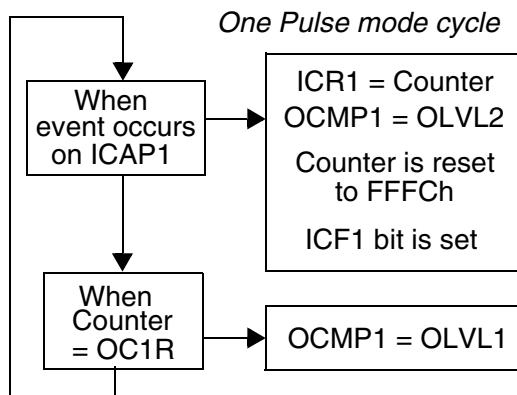 One Pulse mode cycle
When
event occurs
on ICAP1
ICR1 = Counter
OCMP1 = OLVL2
Counter is reset
to FFFCh
ICF1 bit is set
When
Counter
= OC1R
OCMP1 = OLVL1